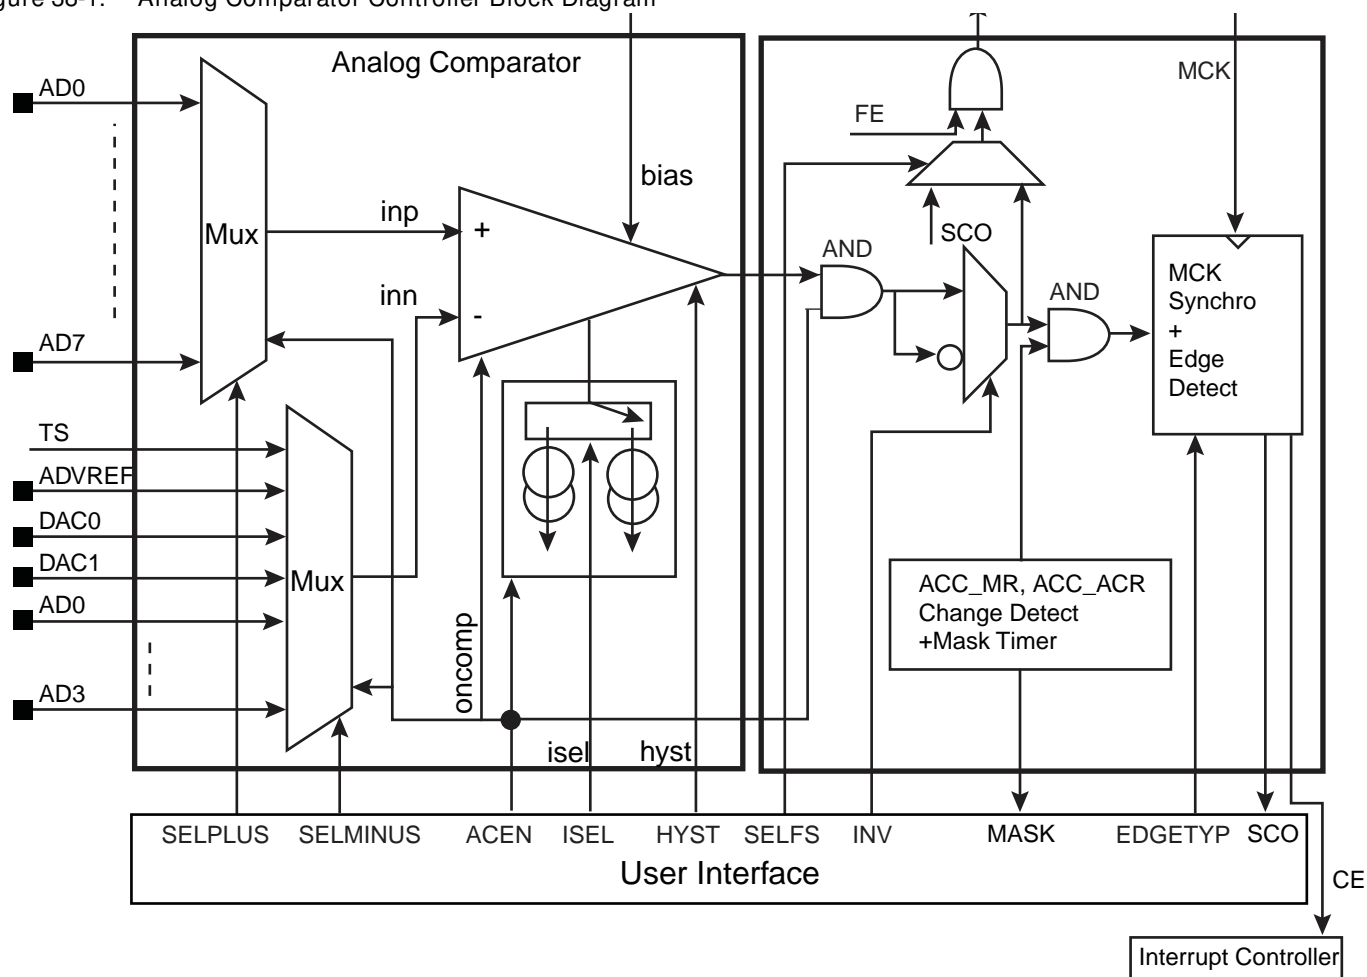 Figure 38-1. Analog Comparator Controller Block Diagram
Analog Comparator
AD0
AD7
Mux
inp
inn
+
-
bias
TS
ADVREF
DAC0
DAC1
AD0
AD3
Mux
oncomp
isel
hyst
FE
MCK
SCO
AND
AND
MCK
Synchro
+
Edge
Detect
ACC_MR, ACC_ACR
Change Detect
+Mask Timer
SELPLUS SELMINUS ACEN ISEL HYST SELFS INV MASK EDGETYP SCO
User Interface
CE
Interrupt Controller